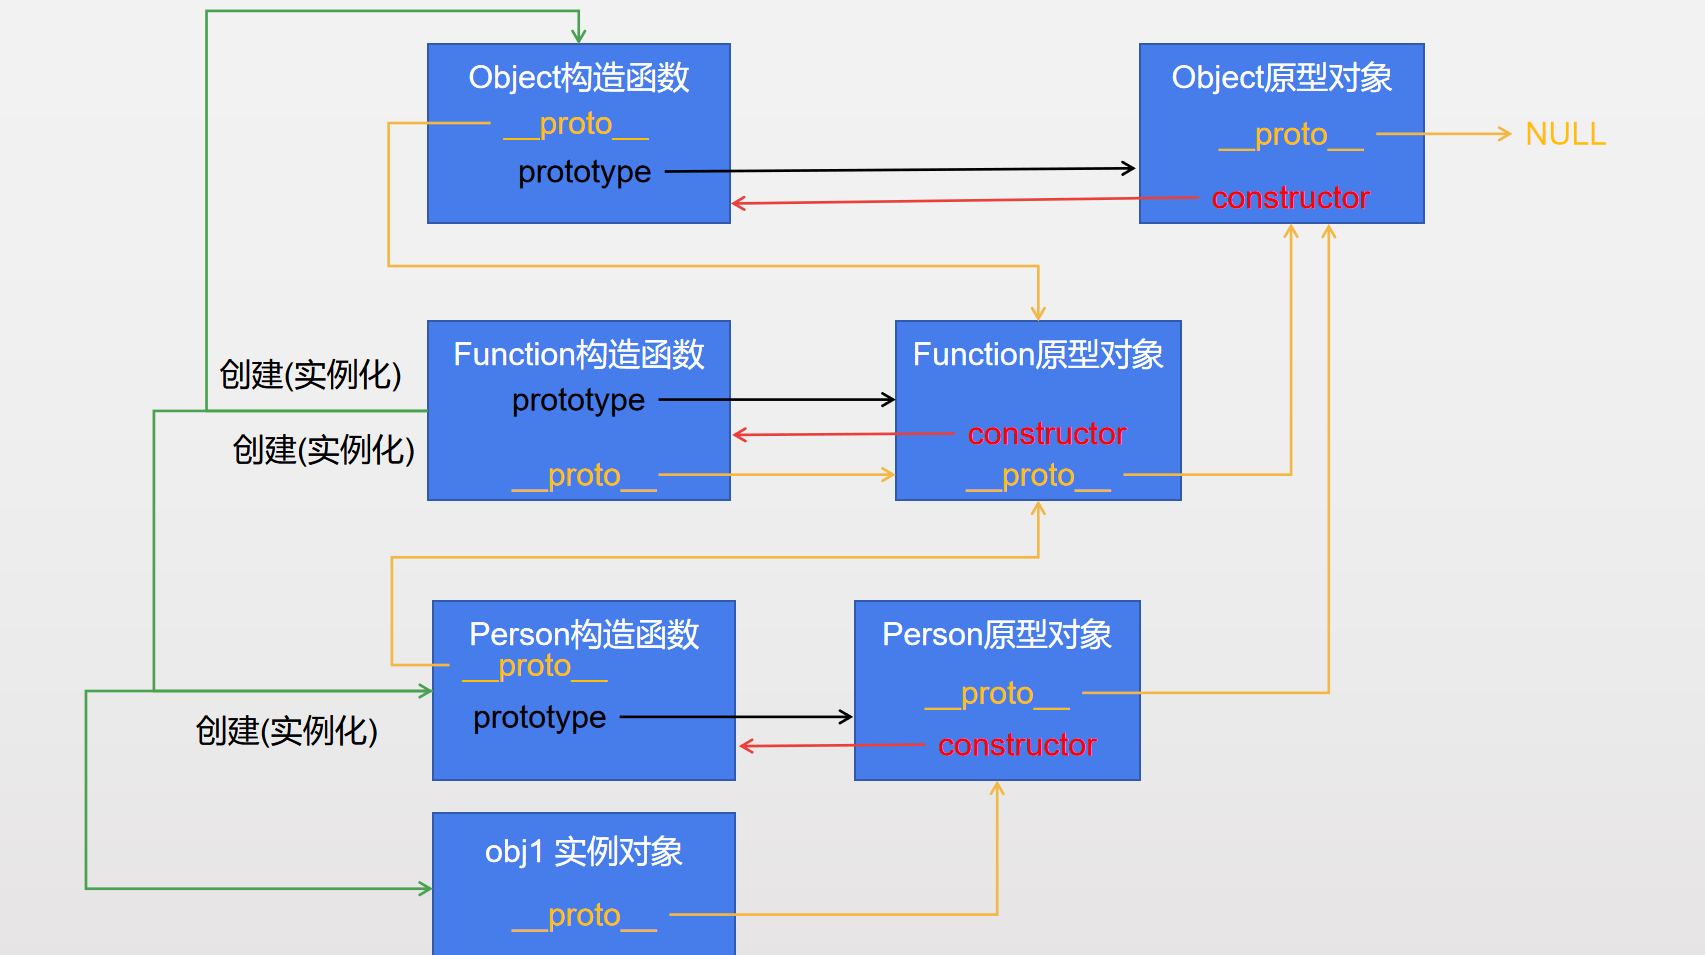 Object构造函数
__proto__
prototype
Object原型对象
__proto__
NULL
constructor
创建(实例化)
创建(实例化)
Function构造函数
prototype
__proto__
Function原型对象
constructor
__proto__
创建(实例化)
Person构造函数
__proto__
prototype
Person原型对象
__proto__
constructor
obj1 实例对象
__proto__